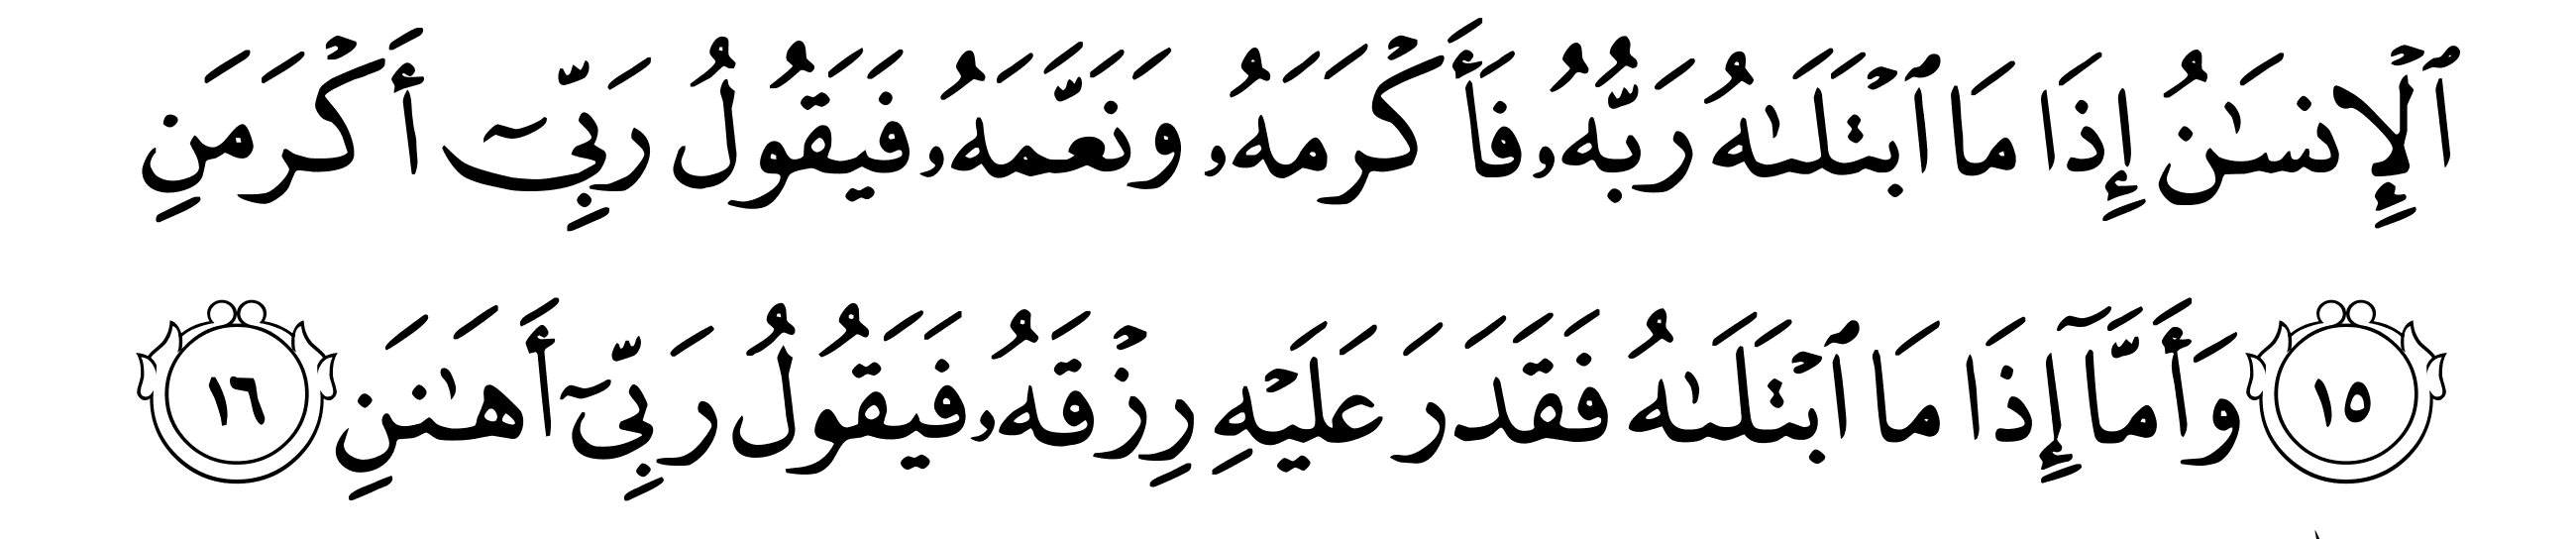 ٱلْإِنسَٰنُ إِذَا مَا ٱبْتَلَىٰهُ رَبُّهُۥ فَأَكْرَمَهُۥ وَنَعَّمَهُۥ فَيَقُولُ رَبِّىٓ أَكْرَمَنِ
١٥ وَأَمَّآ إِذَا مَا ٱبْتَلَىٰهُ فَقَدَرَ عَلَيْهِ رِزْقَهُۥ فَيَقُولُ رَبِّىٓ أَهَـٰنَنِ ١٦